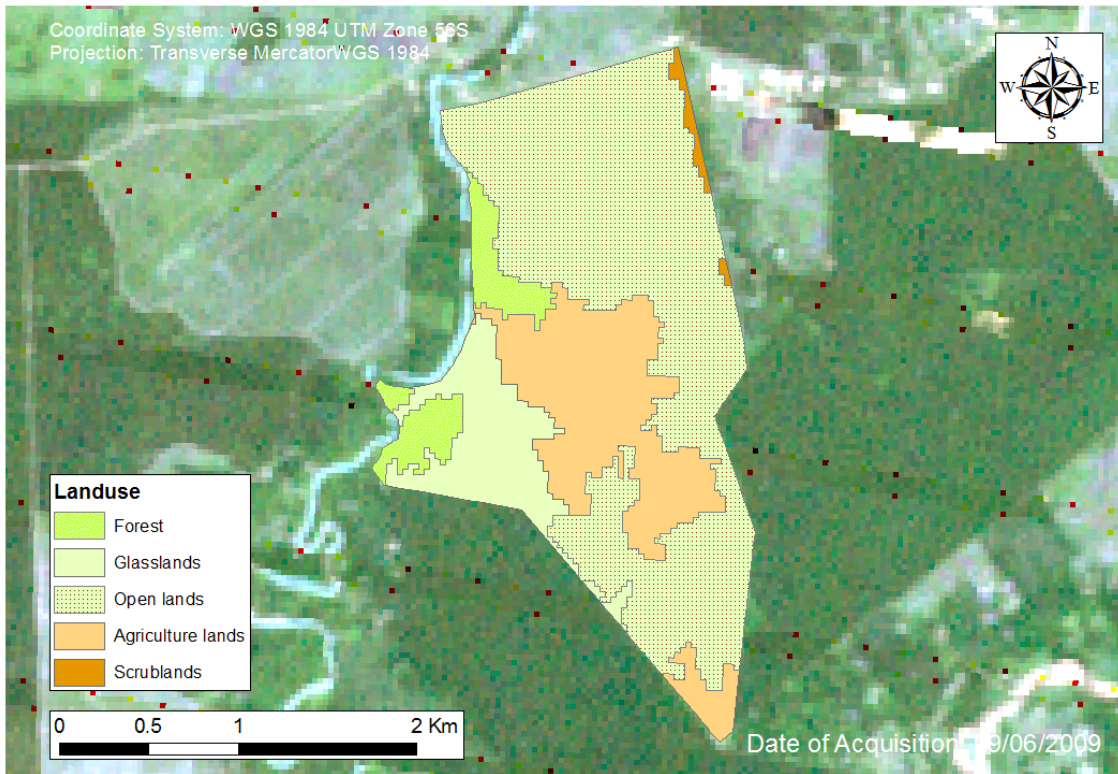 Coordinate System: WGS 1984 UTM Zone 56S
Projection: Transverse MercatorWGS 1984
N
W E
S
Landuse
Forest
Glasslands
Open lands
Agriculture lands
Scrublands
0 0.5 1 2 Km
Date of Acquisition